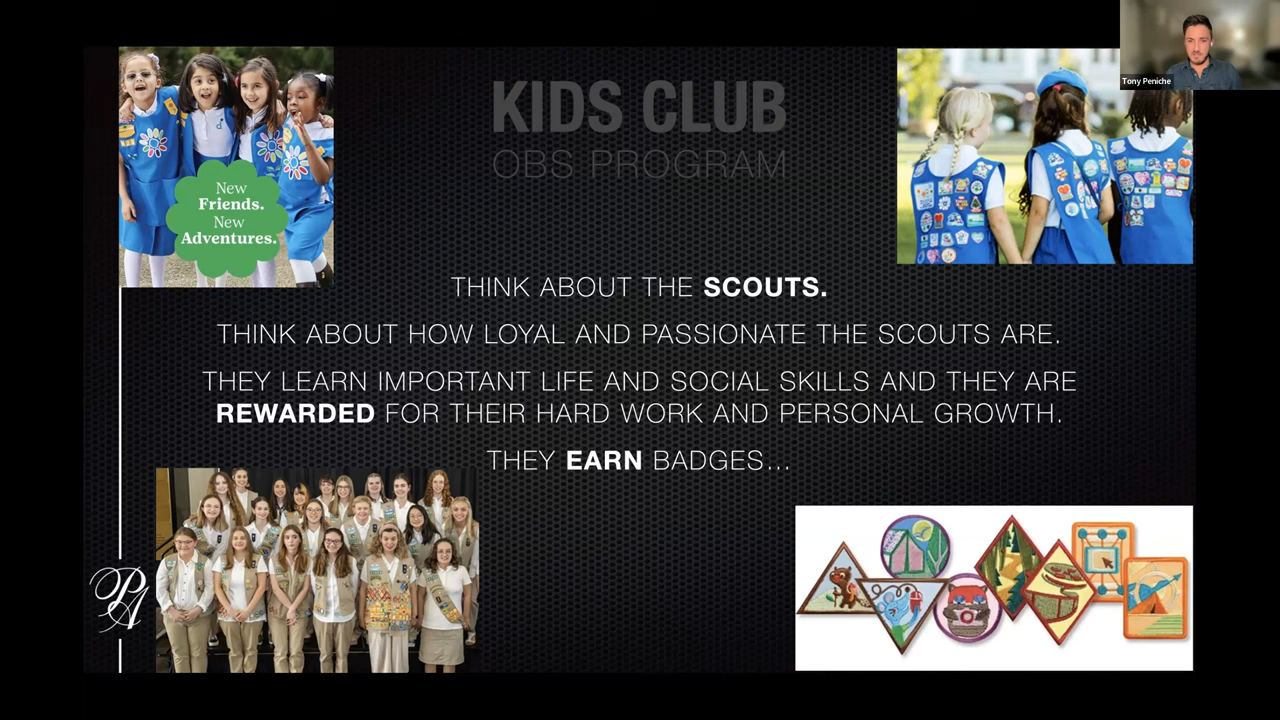 Tony Peniche
KIDS CLUB
OBS PROGRAM
New
Friends.
New
Adventures.
THINK ABOUT THE SCOUTS.
THINK ABOUT HOW LOYAL AND PASSIONATE THE SCOUTS ARE.
THEY LEARN IMPORTANT LIFE AND SOCIAL SKILLS AND THEY ARE
REWARDED FOR THEIR HARD WORK AND PERSONAL GROWTH.
THEY EARN BADGES...
PA